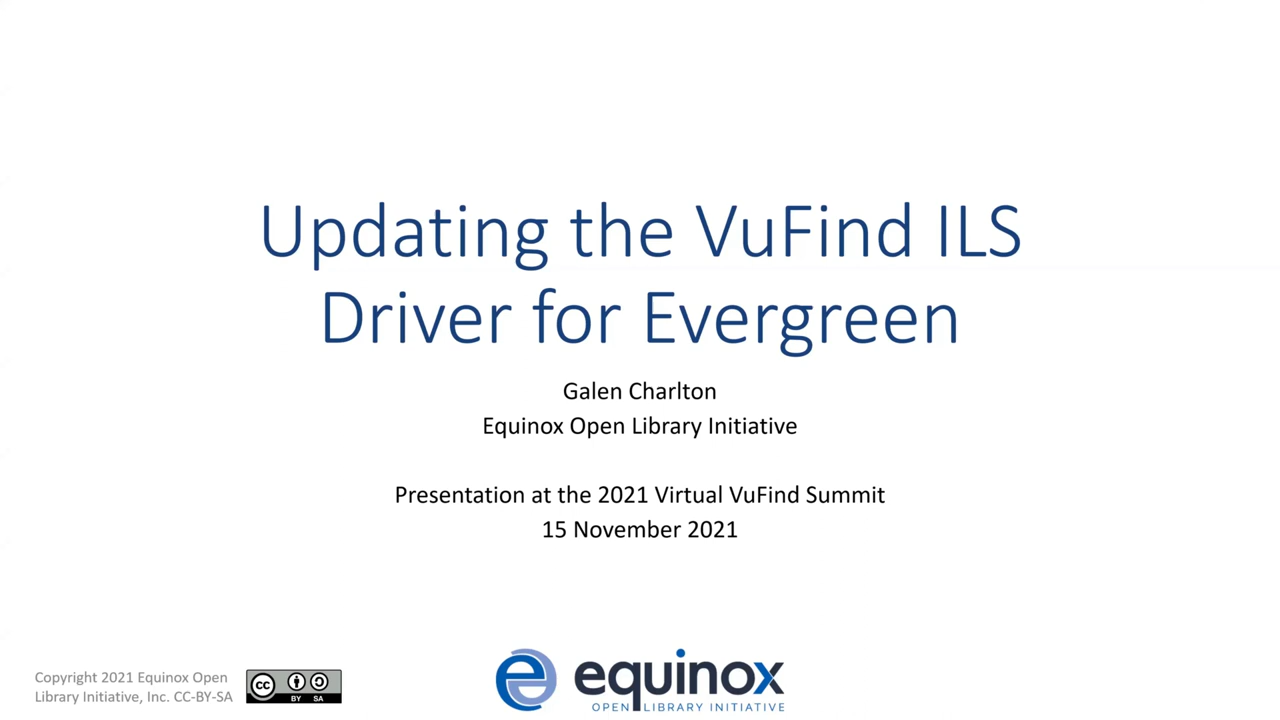 Updating the VuFind ILS
Driver for Evergreen
Galen Charlton
Equinox Open Library Initiative
Presentation at the 2021 Virtual VuFind Summit
15 November 2021
Copyright 2021 Equinox Open
Library Initiative, Inc. CC-BY-SA
cc
BY SA
equinox
OPEN LIBRARY INITIATIVE